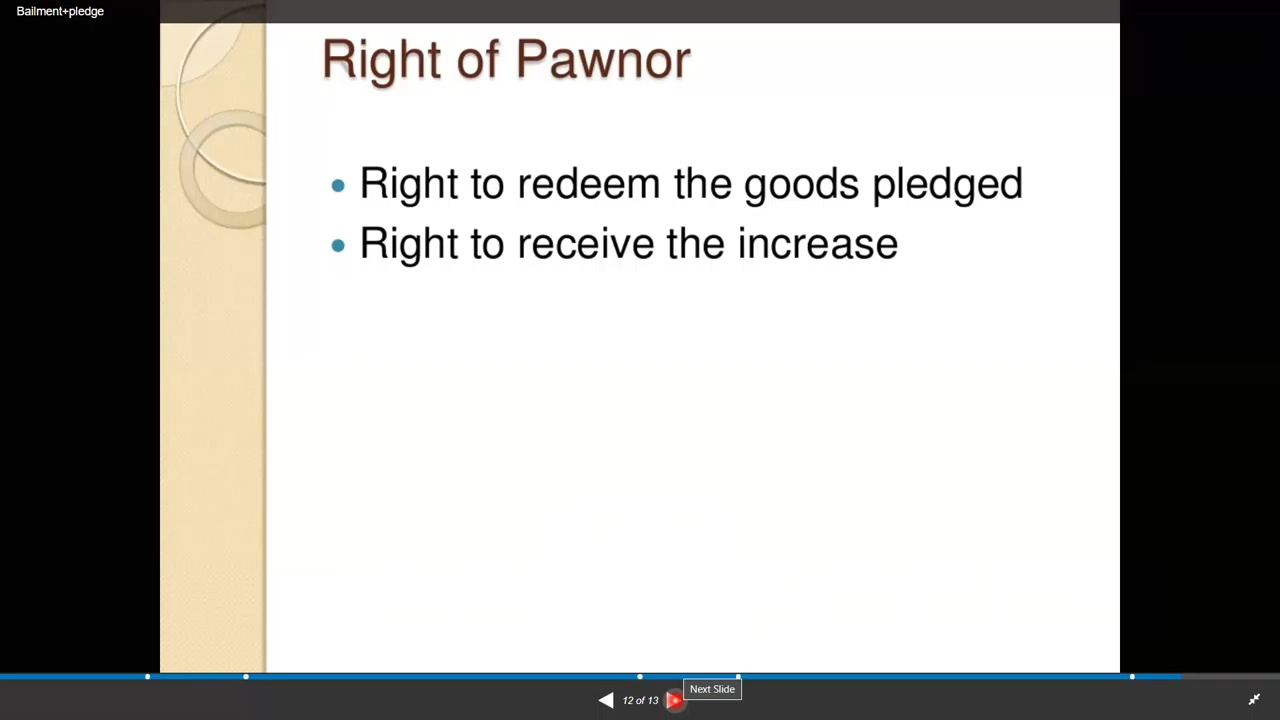 Bailment+pledge
Right of Pawnor
• Right to redeem the goods pledged
• Right to receive the increase
Next Slide
12 of 13